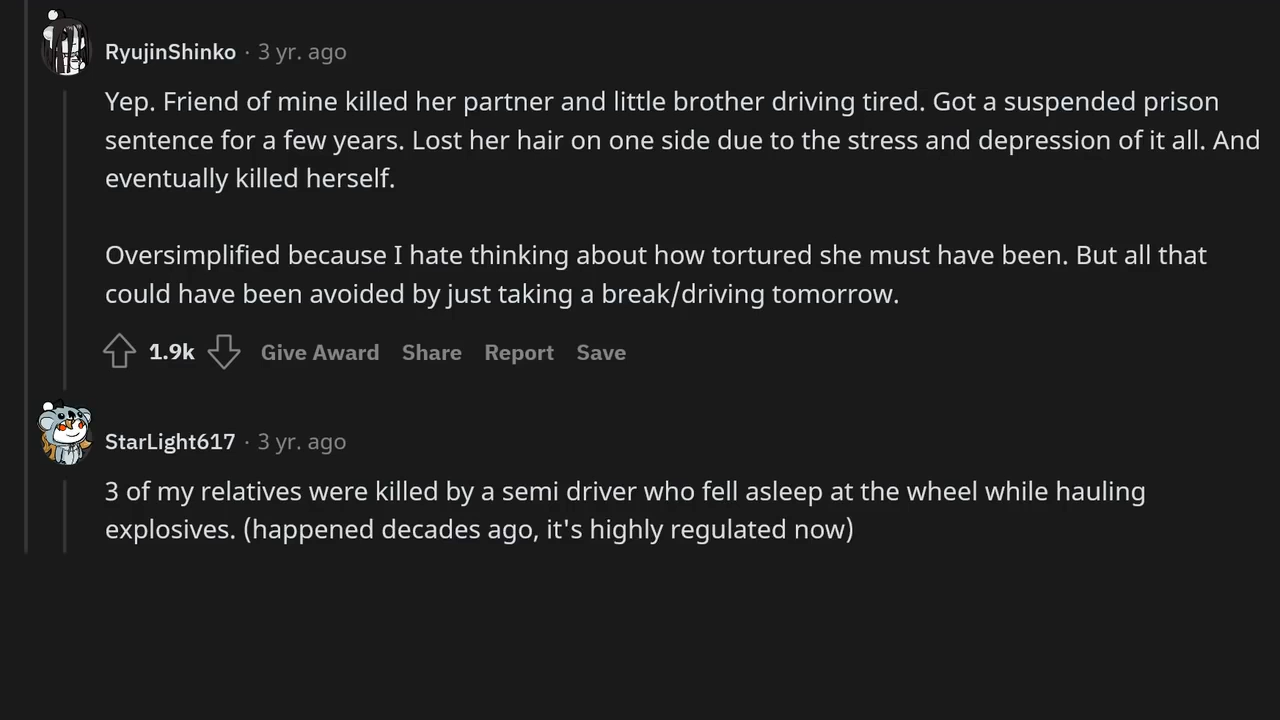 RyujinShinko · 3 yr. ago
Yep. Friend of mine killed her partner and little brother driving tired. Got a suspended prison
sentence for a few years. Lost her hair on one side due to the stress and depression of it all. And
eventually killed herself.
Oversimplified because I hate thinking about how tortured she must have been. But all that
could have been avoided by just taking a break/driving tomorrow.
1.9k Give Award Share Report Save
StarLight617 · 3 yr. ago
3 of my relatives were killed by a semi driver who fell asleep at the wheel while hauling
explosives. (happened decades ago, it's highly regulated now)